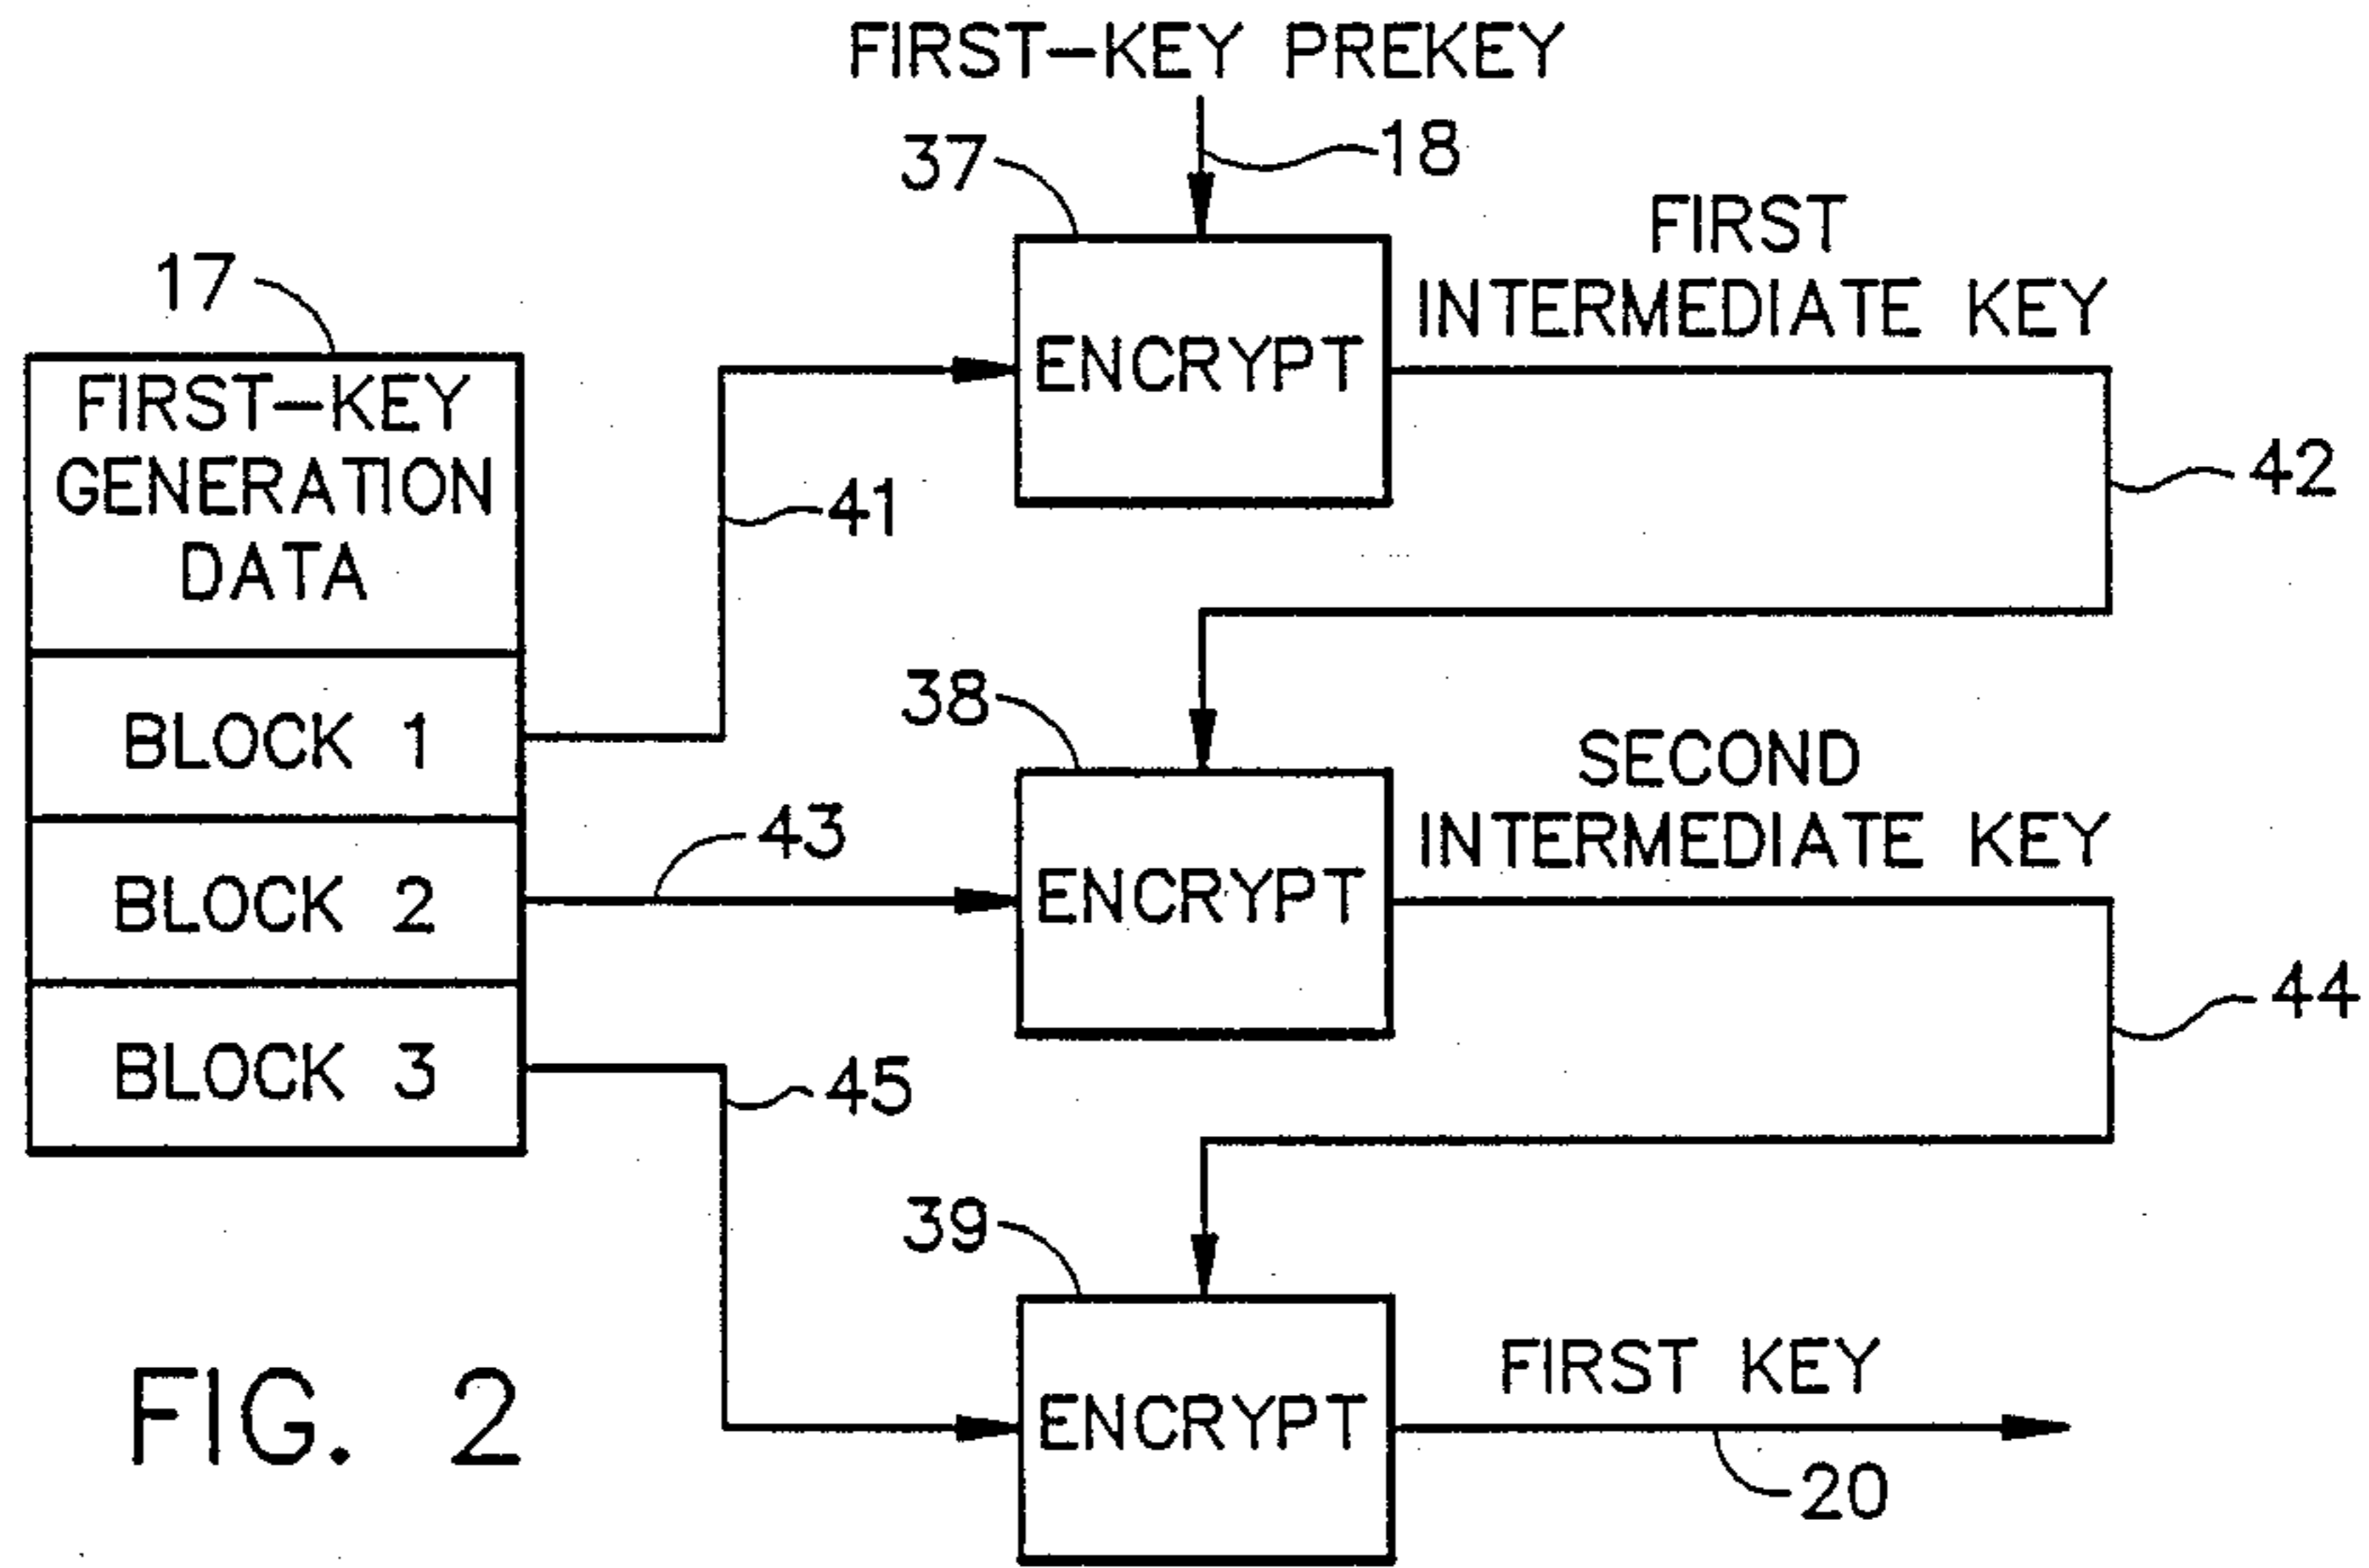 FIRST-KEY PREKEY
37
18
FIRST
INTERMEDIATE KEY
17
ENCRYPT
FIRST-KEY
GENERATION
DATA
41
42
38
BLOCK 1
SECOND
INTERMEDIATE KEY
43
ENCRYPT
BLOCK 2
44
BLOCK 3
45
39
FIRST KEY
ENCRYPT
20
FIG. 2